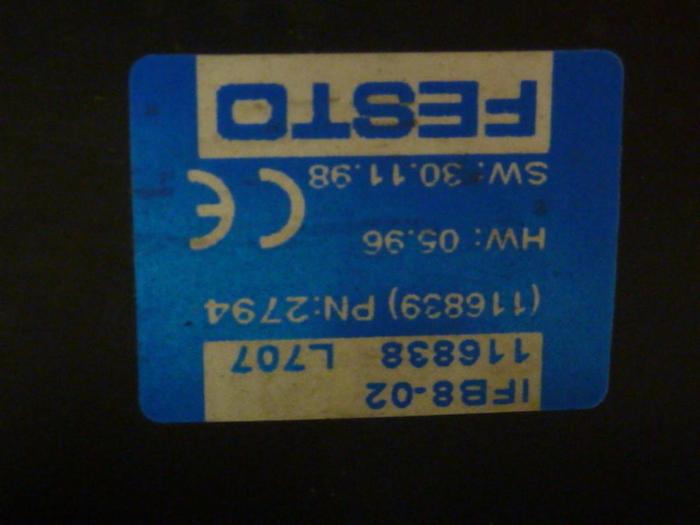 IFB8-02
116838 L707
(116839) PN:2794
HW: 05.96
CE
SW: 30.11.98
FESTO